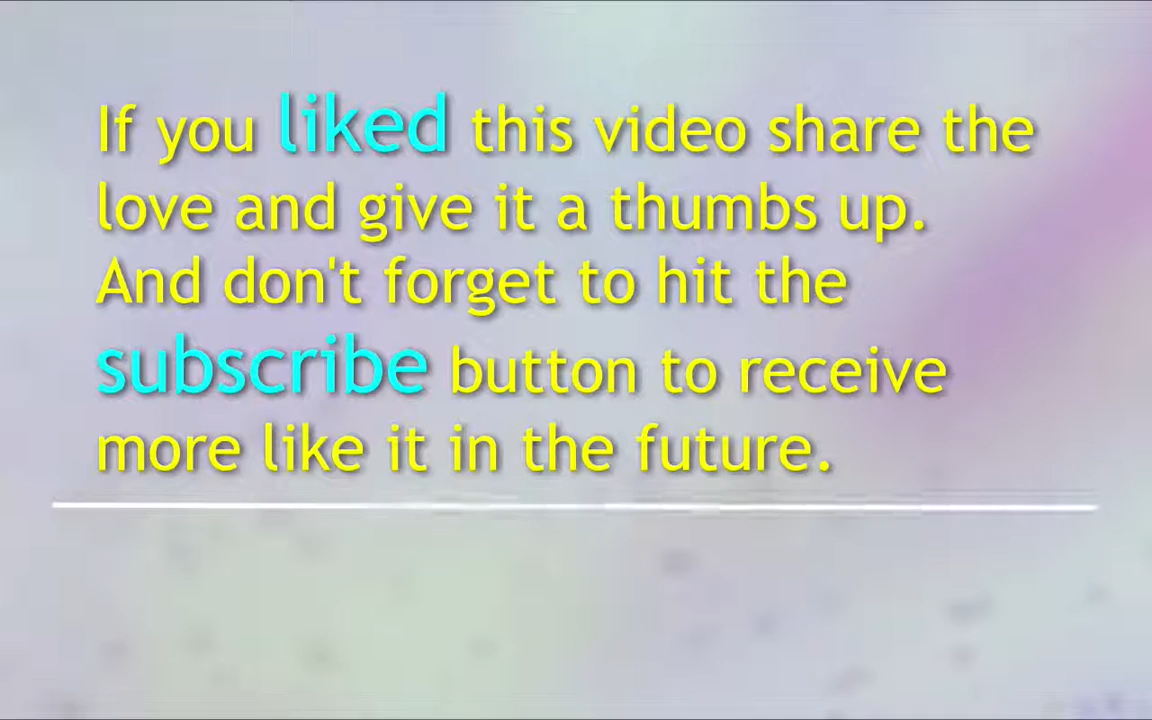 If you liked this video share the
love and give it a thumbs up.
And don't forget to hit the
subscribe button to receive
more like it in the future.